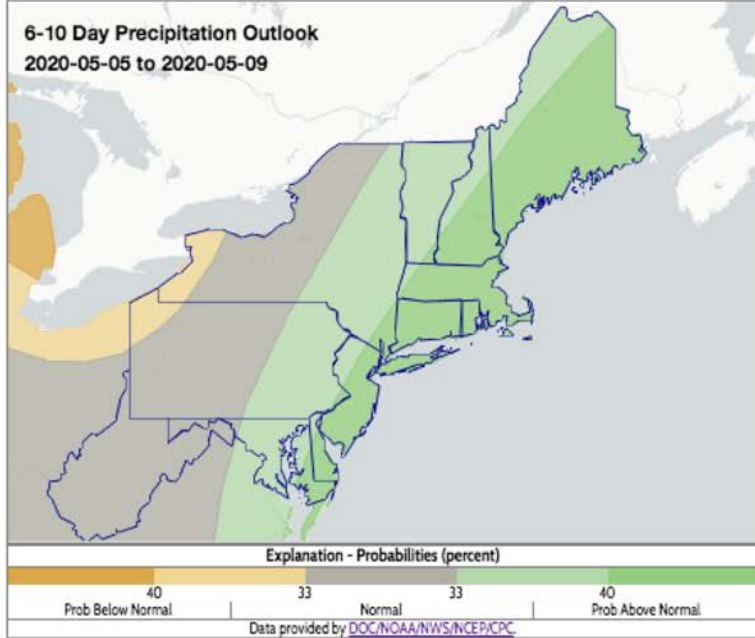 6-10 Day Precipitation Outlook
2020-05-05 to 2020-05-09
Explanation - Probabilities (percent)
40 33 33 40
Prob Below Normal Normal Prob Above Normal
Data provided by DOC/NOAA/NWS/NCEP/CPC.